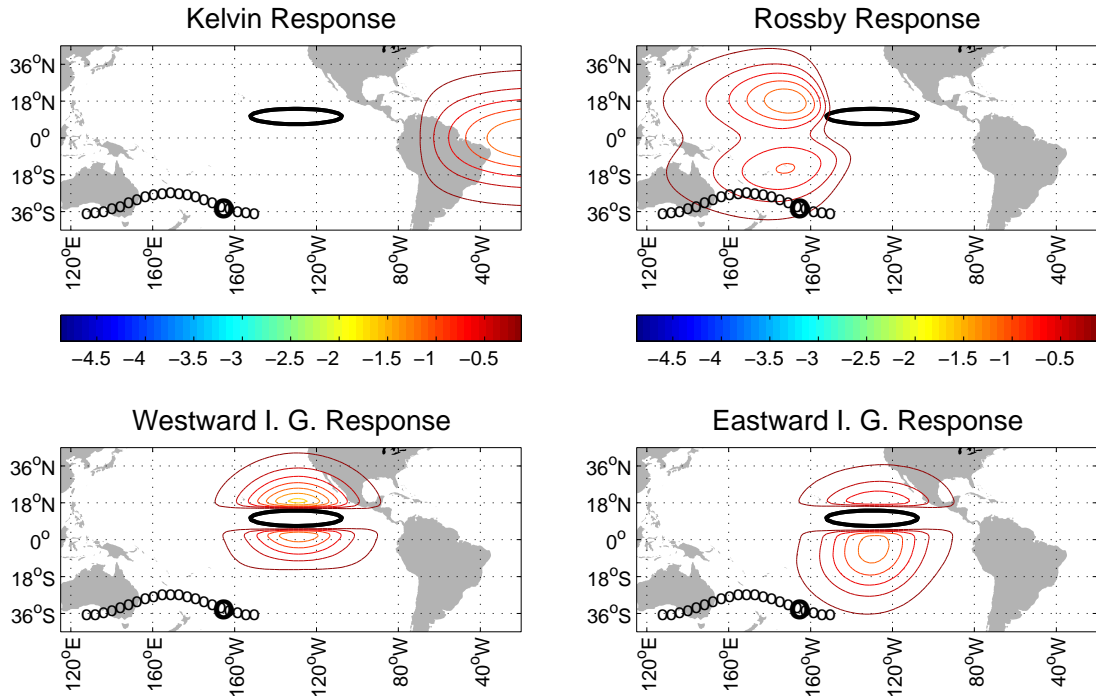 Kelvin Response
36°N
18°N
0°
18°S
36°S
120°E
160°E
160°W
120°W
80°W
40°W
−4.5 −4 −3.5 −3 −2.5 −2 −1.5 −1 −0.5
Rossby Response
36°N
18°N
0°
18°S
36°S
120°E
160°E
160°W
120°W
80°W
40°W
−4.5 −4 −3.5 −3 −2.5 −2 −1.5 −1 −0.5
Westward I. G. Response
36°N
18°N
0°
18°S
36°S
120°E
160°E
160°W
120°W
80°W
40°W
Eastward I. G. Response
36°N
18°N
0°
18°S
36°S
120°E
160°E
160°W
120°W
80°W
40°W